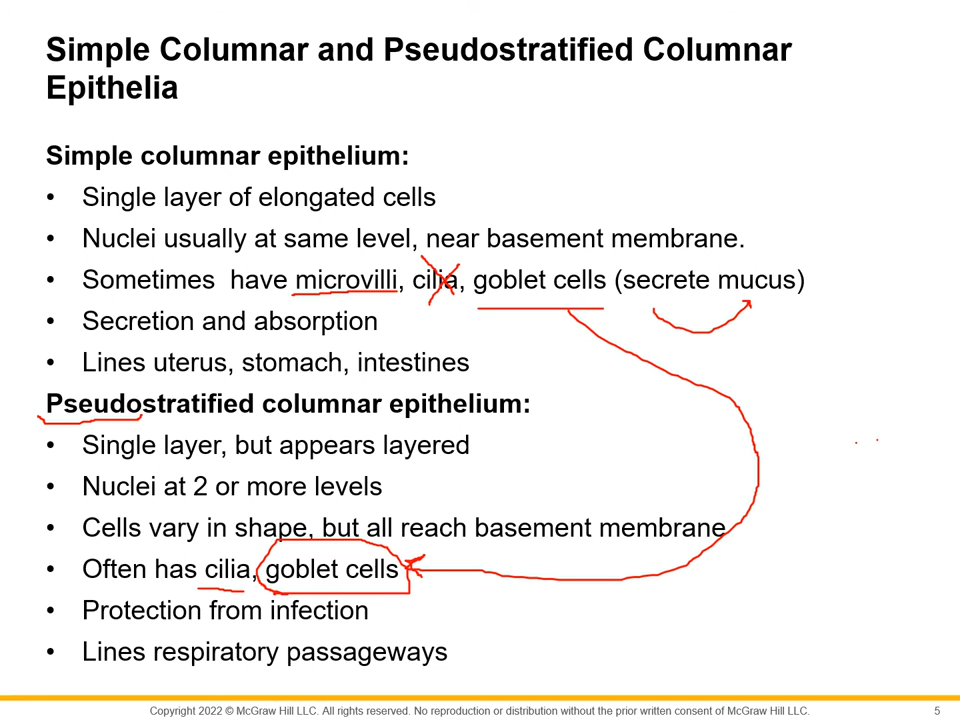 Simple Columnar and Pseudostratified Columnar
Epithelia
Simple columnar epithelium:
• Single layer of elongated cells
• Nuclei usually at same level, near basement membrane.
• Sometimes have microvilli, cilia, goblet cells (secrete mucus)
• Secretion and absorption
• Lines uterus, stomach, intestines
Pseudostratified columnar epithelium:
• Single layer, but appears layered
• Nuclei at 2 or more levels
• Cells vary in shape, but all reach basement membrane
• Often has cilia, goblet cells
• Protection from infection
• Lines respiratory passageways
Copyright 2022 © McGraw Hill LLC. All rights reserved. No reproduction or distribution without the prior written consent of McGraw Hill LLC. 5